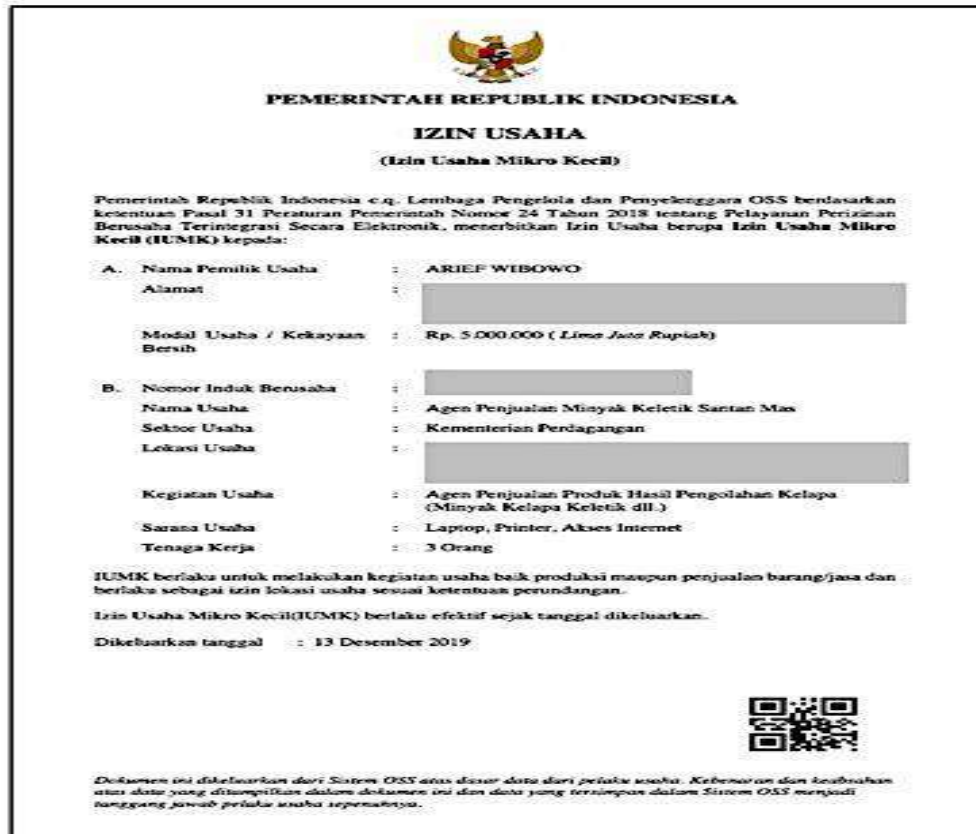 PEMERINTAH REPUBLIK INDONESIA
IZIN USAHA
(Izin Usaha Mikro Kecil)
Pemerintah Republik Indonesia c.q. Lembaga Pengelola dan Penyelenggara OSS berdasarkan
ketentuan Pasal 31 Peraturan Pemerintah Nomor 24 Tahun 2018 tentang Pelayanan Perizinan
Berusaha Terintegrasi Secara Elektronik, menerbitkan Izin Usaha berupa Izin Usaha Mikro
Kecil (IUMK) kepada:
A. Nama Pemilik Usaha : ARIEF WIBOWO
Alamat :
Modal Usaha / Kekayaan : Rp. 5.000.000 ( Lima Juta Rupiah)
Bersih
B. Nomor Induk Berusaha :
Nama Usaha : Agen Penjualan Minyak Keletik Santan Mas
Sektor Usaha : Kementerian Perdagangan
Lokasi Usaha :
Kegiatan Usaha : Agen Penjualan Produk Hasil Pengolahan Kelapa
(Minyak Kelapa Keletik dll.)
Sarana Usaha : Laptop, Printer, Akses Internet
Tenaga Kerja : 3 Orang
IUMK berlaku untuk melakukan kegiatan usaha baik produksi maupun penjualan barang/jasa dan
berlaku sebagai izin lokasi usaha sesuai ketentuan perundangan.
Izin Usaha Mikro Kecil(IUMK) berlaku efektif sejak tanggal dikeluarkan.
Dikeluarkan tanggal : 13 Desember 2019
Dokumen ini dikeluarkan dari Sistem OSS atas dasar data dari pelaku usaha. Kebenaran dan keabsahan
atas data yang ditampilkan dalam dokumen ini dan data yang tersimpan dalam Sistem OSS menjadi
tanggung jawab pelaku usaha sepenuhnya.